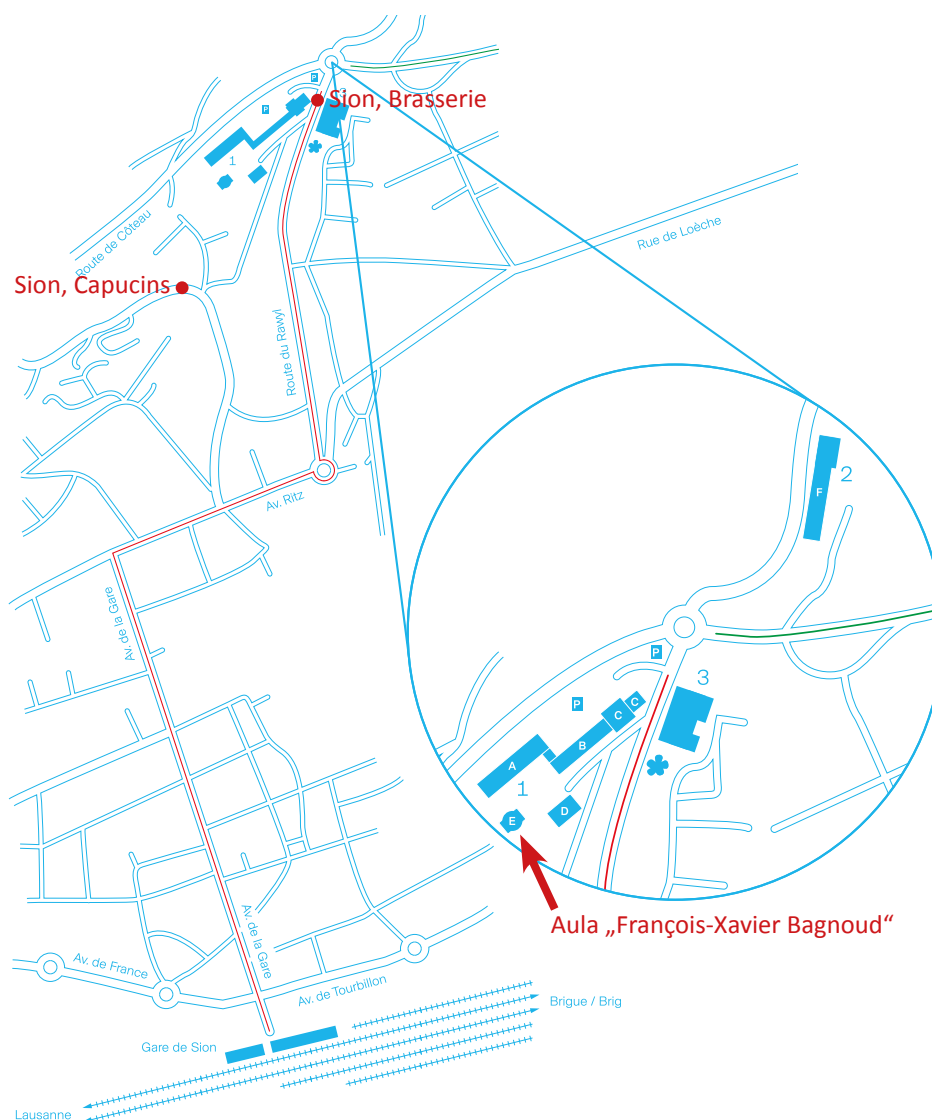 P
3
Sion, Brasserie
P
1
Route de Côteau
Rue de Loèche
Sion, Capucins
Route du Rawyl
Av. Ritz
2
F
Av. de la Gare
P
3
P
C
C
B
A
1
D
E
Aula „François-Xavier Bagnoud“
Av. de la Gare
Av. de France
Av. de Tourbillon
Brigue / Brig
Gare de Sion
Lausanne